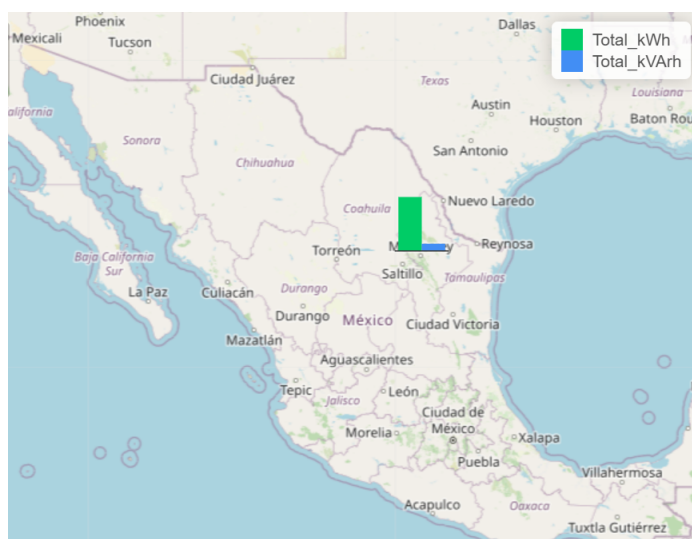 Phoenix
Dallas
Mexicali
Tucson
Total_kWh
Total_kVArh
Ciudad Juárez
Texas
Louisiana
alifornia
Austin
Baton Rou
Houston
Sonora
San Antonio
Chihuahua
Nuevo Laredo
Coahuila
Reynosa
Torreón
Baja California
Sur
Saltillo
Tamaulipas
La Paz
Culiacán
Durango
Durango
México
Ciudad Victoria
Mazatlán
Aguascalientes
Tepic
León
Jalisco
Ciudad de
México
Morelia
Xalapa
Puebla
Villahermosa
Acapulco
Oaxaca
Tuxtla Gutiérrez